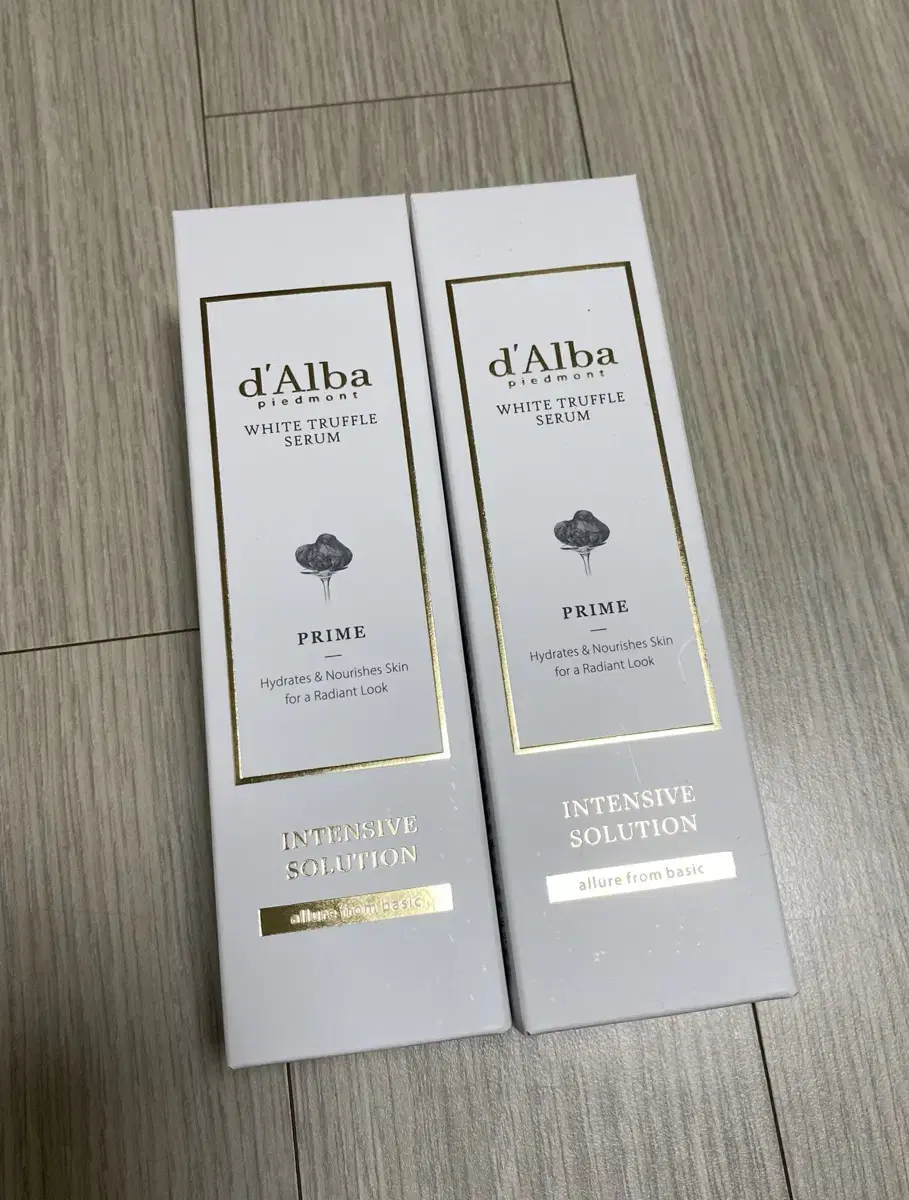 d'Alba
piedmont
WHITE TRUFFLE
SERUM
PRIME
Hydrates & Nourishes Skin
for a Radiant Look
INTENSIVE
SOLUTION
allure from basic
d'Alba
piedmont
WHITE TRUFFLE
SERUM
PRIME
Hydrates & Nourishes Skin
for a Radiant Look
INTENSIVE
SOLUTION
allure from basic